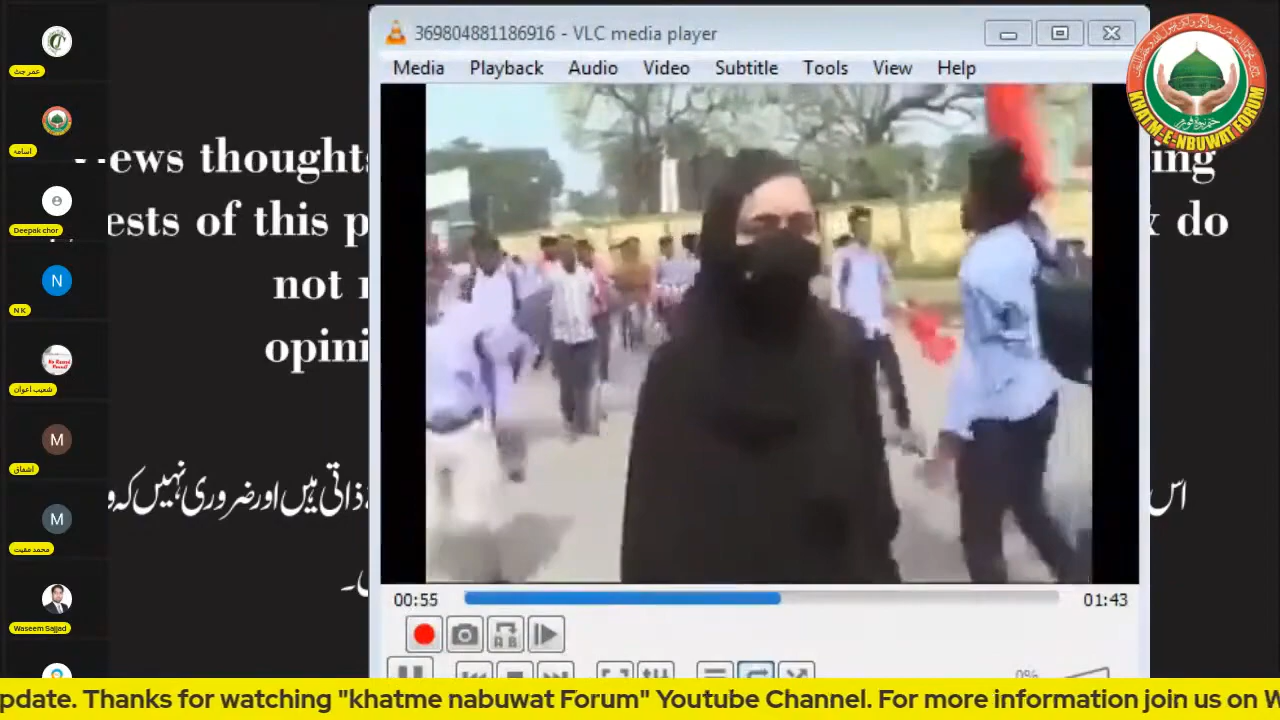 369804881186916 - VLC media player
Media Playback Audio Video Subtitle Tools View Help
عمر جٹ
اسامہ
Deepak chor
N
N K
شعیب اعوان
M
اشفاق
M
محمد مقیت
Waseem Sajjad
KHATM-E-NBUWAT FORUM
ews thoughts
ing
ests of this p
& do
not
opini
ذاتی ہیں اور ضروری نہیں کہ و
اس
00:55
01:43
A B
0%
pdate. Thanks for watching "khatme nabuwat Forum" Youtube Channel. For more information join us on W